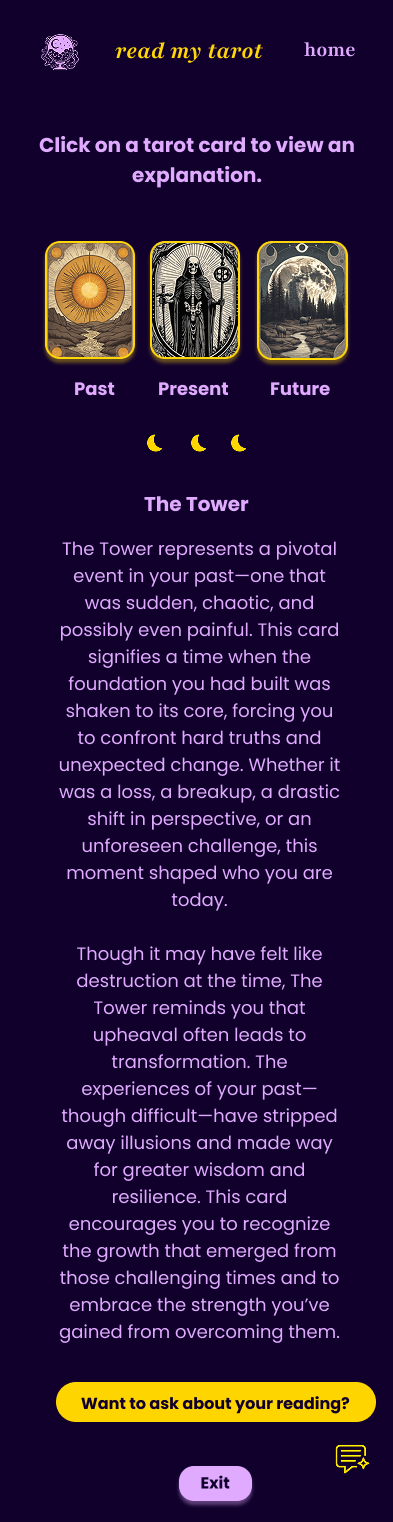 read my tarot
home
Click on a tarot card to view an
explanation.
Past
Present
Future
The Tower
The Tower represents a pivotal
event in your past—one that
was sudden, chaotic, and
possibly even painful. This card
signifies a time when the
foundation you had built was
shaken to its core, forcing you
to confront hard truths and
unexpected change. Whether it
was a loss, a breakup, a drastic
shift in perspective, or an
unforeseen challenge, this
moment shaped who you are
today.
Though it may have felt like
destruction at the time, The
Tower reminds you that
upheaval often leads to
transformation. The
experiences of your past—
though difficult—have stripped
away illusions and made way
for greater wisdom and
resilience. This card
encourages you to recognize
the growth that emerged from
those challenging times and to
embrace the strength you’ve
gained from overcoming them.
Want to ask about your reading?
Exit